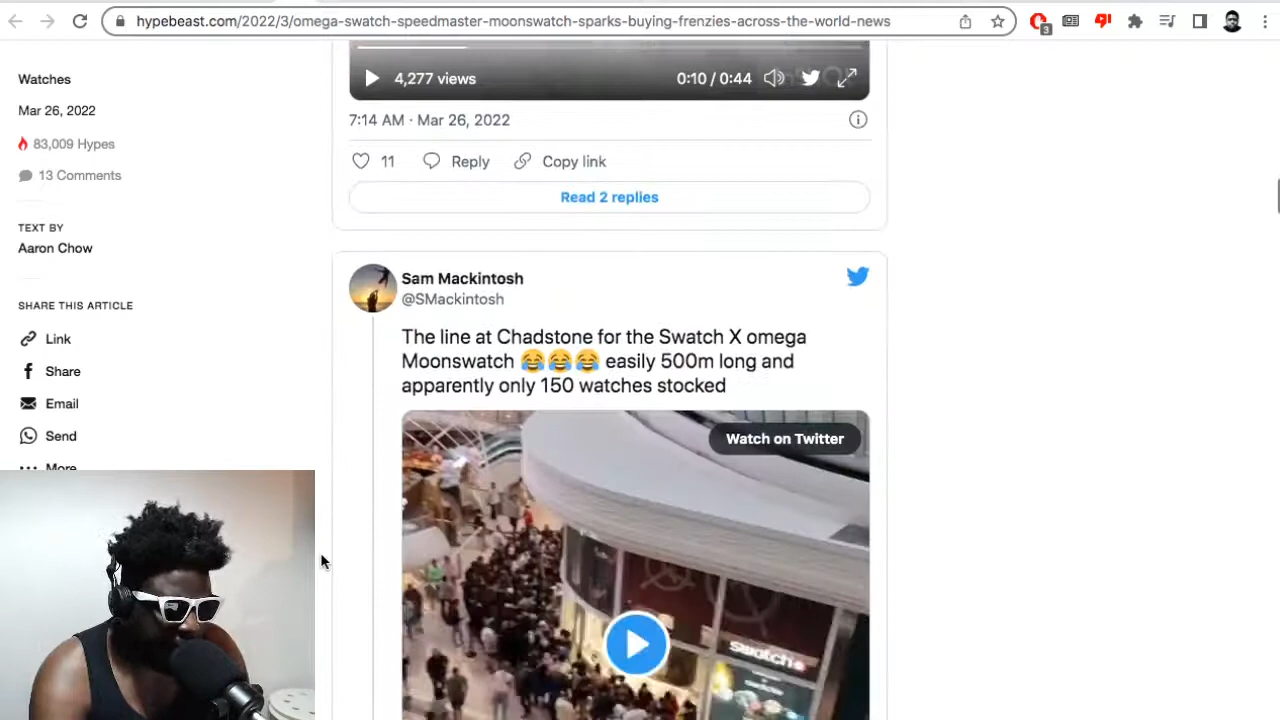 hypebeast.com/2022/3/omega-swatch-speedmaster-moonswatch-sparks-buying-frenzies-across-the-world-news
3
Watches
Mar 26, 2022
83,009 Hypes
13 Comments
TEXT BY
Aaron Chow
SHARE THIS ARTICLE
Link
Share
Email
Send
More
4,277 views
0:10 / 0:44
7:14 AM · Mar 26, 2022
11
Reply
Copy link
Read 2 replies
Sam Mackintosh
@SMackintosh
The line at Chadstone for the Swatch X omega
Moonswatch 😂😂😂 easily 500m long and
apparently only 150 watches stocked
Watch on Twitter
swatch